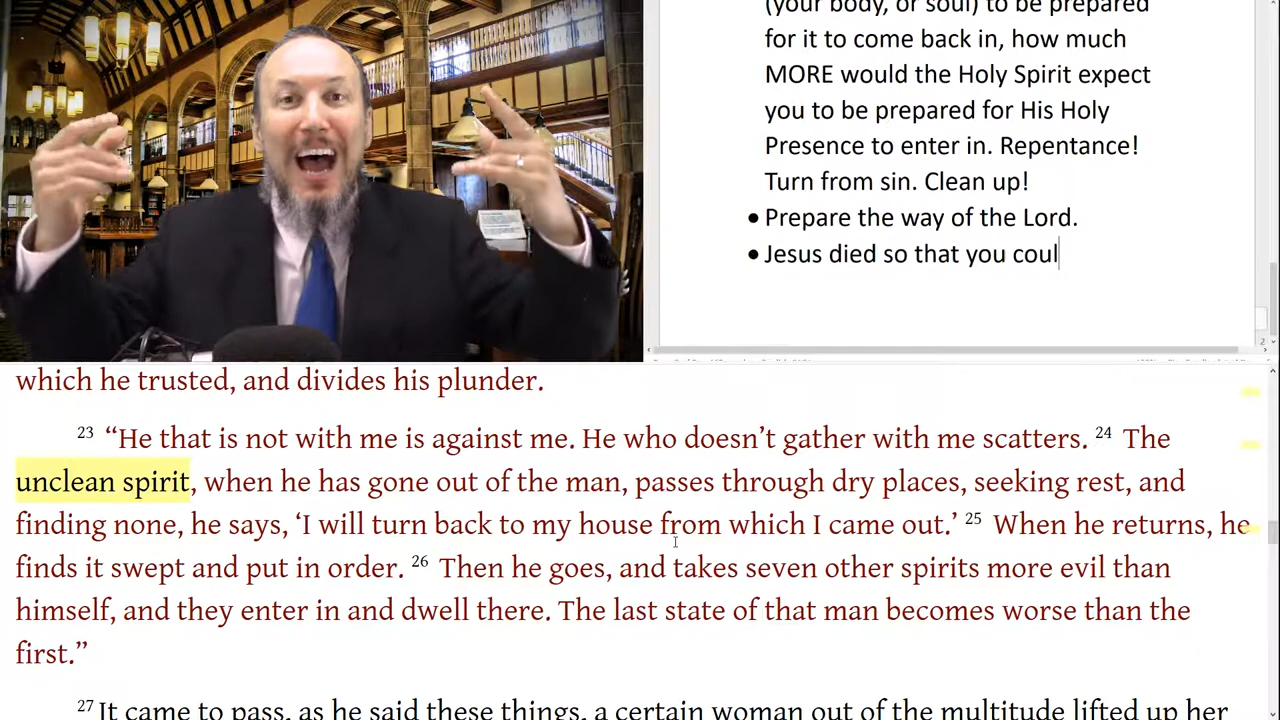 (your body, or soul) to be prepared
for it to come back in, how much
MORE would the Holy Spirit expect
you to be prepared for His Holy
Presence to enter in. Repentance!
Turn from sin. Clean up!
• Prepare the way of the Lord.
• Jesus died so that you coul
2
which he trusted, and divides his plunder.
23 “He that is not with me is against me. He who doesn’t gather with me scatters. 24 The
unclean spirit, when he has gone out of the man, passes through dry places, seeking rest, and
finding none, he says, ‘I will turn back to my house from which I came out.’ 25 When he returns, he
finds it swept and put in order. 26 Then he goes, and takes seven other spirits more evil than
himself, and they enter in and dwell there. The last state of that man becomes worse than the
first.”
27 It came to pass, as he said these things, a certain woman out of the multitude lifted up her